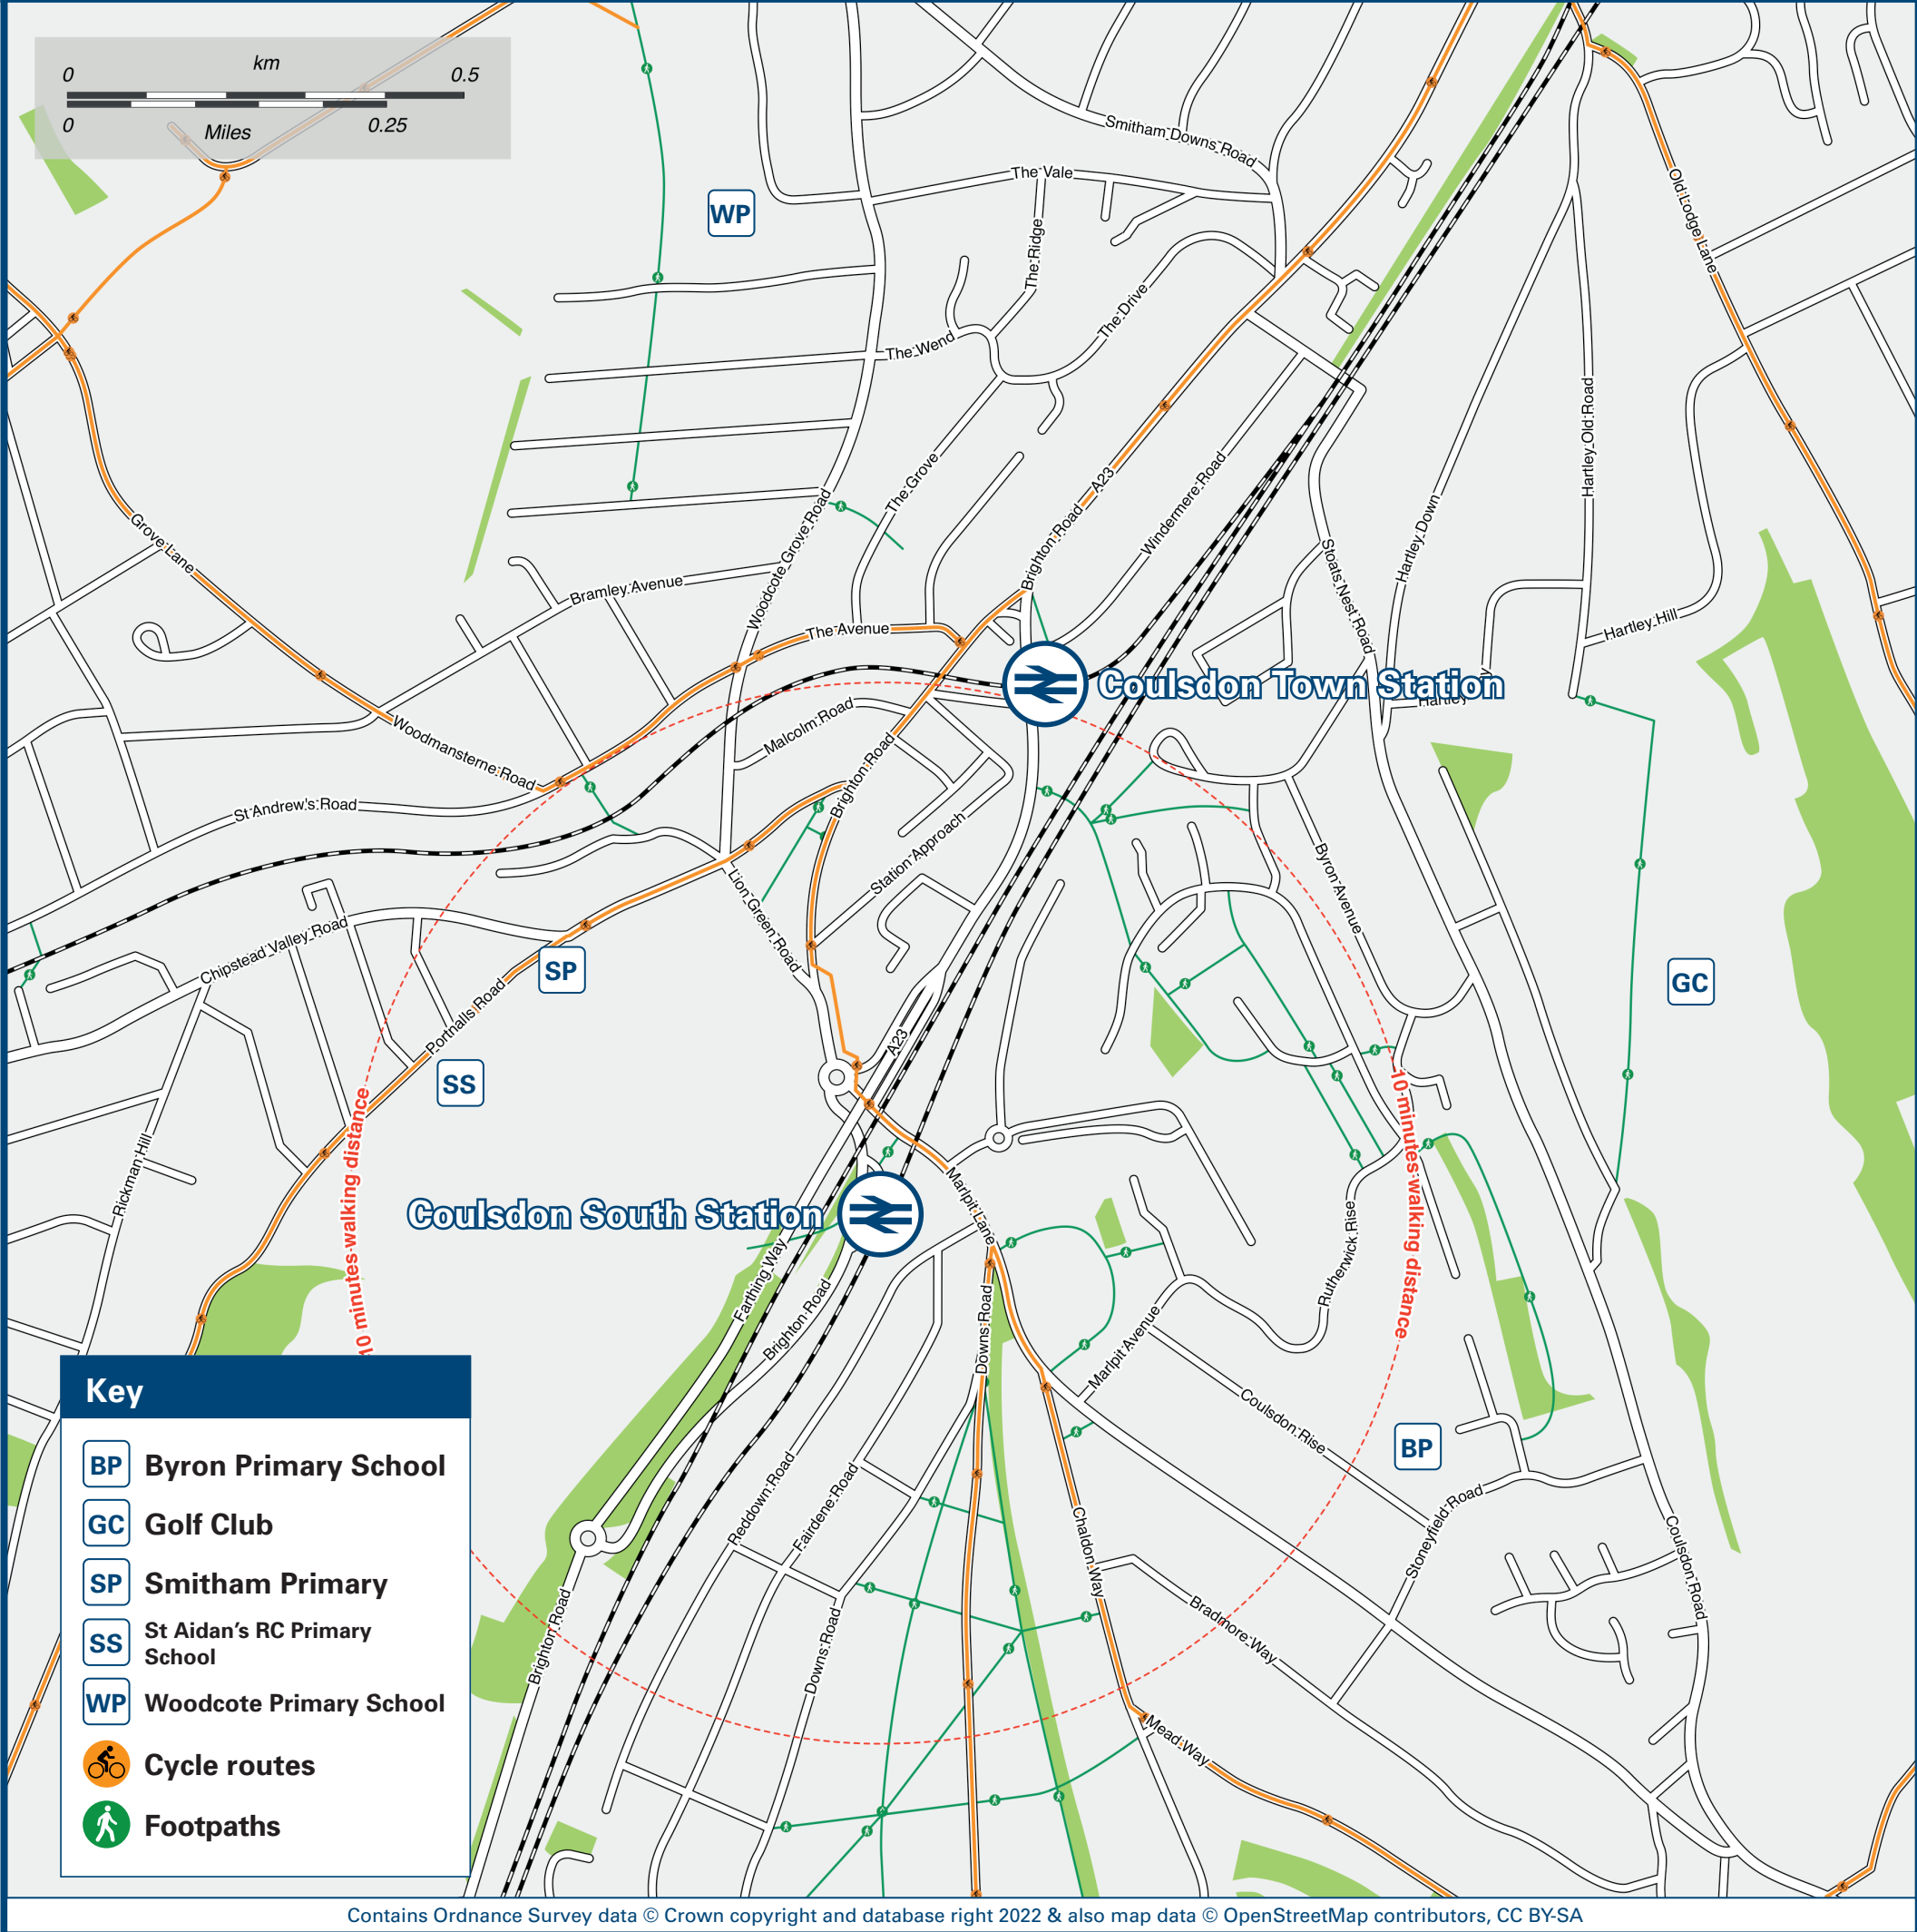 km
0 0.5
0 0.25
Miles
Smitham Downs Road
The Vale
WP
Old Lodge Lane
The Ridge
The Drive
The Wend
Hartley Old Road
The Grove
A23
Windermere Road
Woodcote Grove Road
Brighton Road
Hartley Down
Grove Lane
Stoats Nest Road
Bramley Avenue
The Avenue
Hartley Hill
Coulsdon Town Station
Hartley
Malcolm Road
Woodmansterne Road
Brighton Road
St Andrew's Road
Station Approach
Byron Avenue
Lion Green Road
Chipstead Valley Road
SP
GC
Portnalls Road
A23
SS
10 minutes walking distance
10 minutes walking distance
Rickman Hill
Marlpit Lane
Coulsdon South Station
Rutherwick Rise
Farthing Way
Brighton Road
Downs Road
Marlpit Avenue
Coulsdon Rise
BP
Reddown Road
Fairdene Road
Stoneyfield Road
Chaldon Way
Coulsdon Road
Bradmore Way
Brighton Road
Downs Road
Mead Way
Key
BP Byron Primary School
GC Golf Club
SP Smitham Primary
SS St Aidan's RC Primary
School
WP Woodcote Primary School
Cycle routes
Footpaths
Contains Ordnance Survey data © Crown copyright and database right 2022 & also map data © OpenStreetMap contributors, CC BY-SA